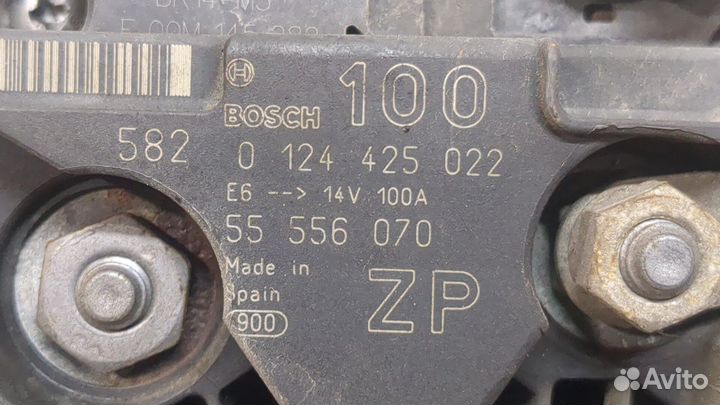 BOSCH 100
582 0 124 425 022
E6 --> 14V 100A
55 556 070
Made in
Spain
900
ZP
Avito